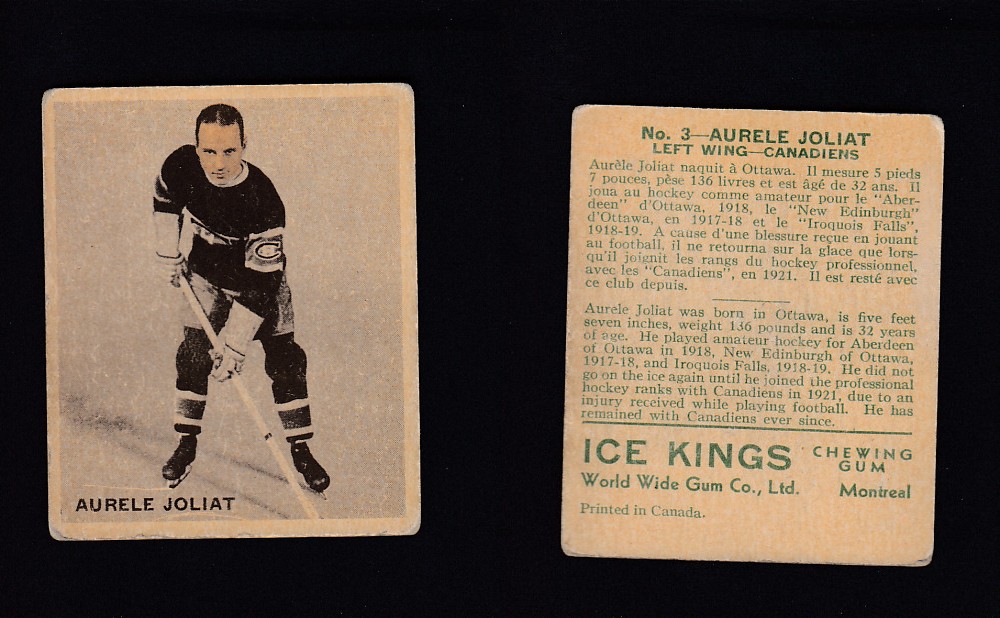 C
AURELE JOLIAT
No. 3—AURELE JOLIAT
LEFT WING—CANADIENS
Aurèle Joliat naquit à Ottawa. Il mesure 5 pieds
7 pouces, pèse 136 livres et est âgé de 32 ans. Il
joua au hockey comme amateur pour le "Aber-
deen" d'Ottawa, 1918, le "New Edinburgh"
d'Ottawa, en 1917-18 et le "Iroquois Falls",
1918-19. A cause d'une blessure reçue en jouant
au football, il ne retourna sur la glace que lors-
qu'il joignit les rangs du hockey professionnel,
avec les "Canadiens", en 1921. Il est resté avec
ce club depuis.
Aurele Joliat was born in Ottawa, is five feet
seven inches, weight 136 pounds and is 32 years
of age. He played amateur hockey for Aberdeen
of Ottawa in 1918, New Edinburgh of Ottawa,
1917-18, and Iroquois Falls, 1918-19. He did not
go on the ice again until he joined the professional
hockey ranks with Canadiens in 1921, due to an
injury received while playing football. He has
remained with Canadiens ever since.
ICE KINGS CHEWING GUM
World Wide Gum Co., Ltd. Montreal
Printed in Canada.